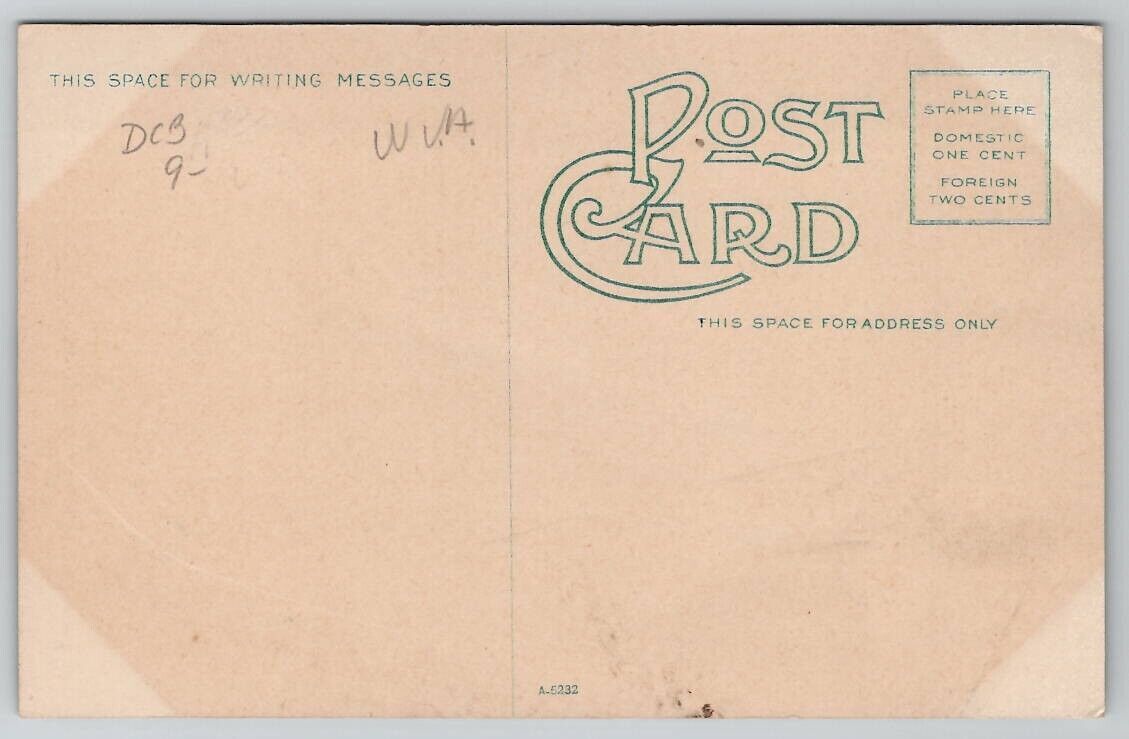 THIS SPACE FOR WRITING MESSAGES
DCB
9-
W V.A.
POST
CARD
PLACE
STAMP HERE
DOMESTIC
ONE CENT
FOREIGN
TWO CENTS
THIS SPACE FOR ADDRESS ONLY
A-5232